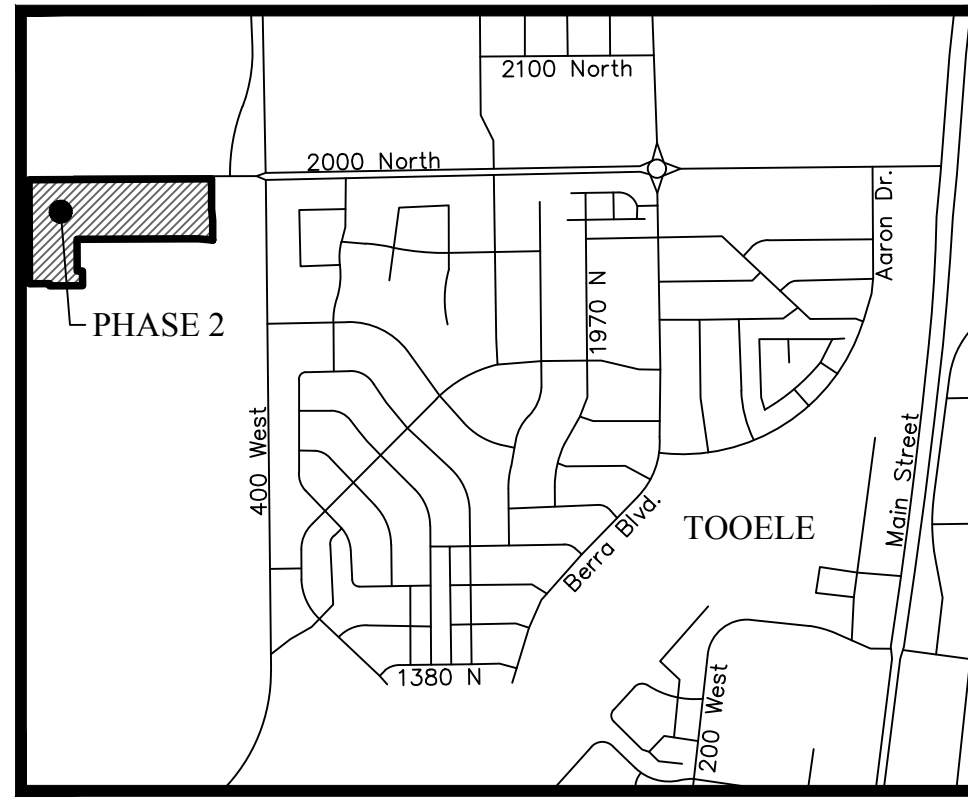 2100 North
2000 North
Aaron Dr.
1970 N
PHASE 2
400 West
Main Street
TOOELE
Berra Blvd.
1380 N
200 West